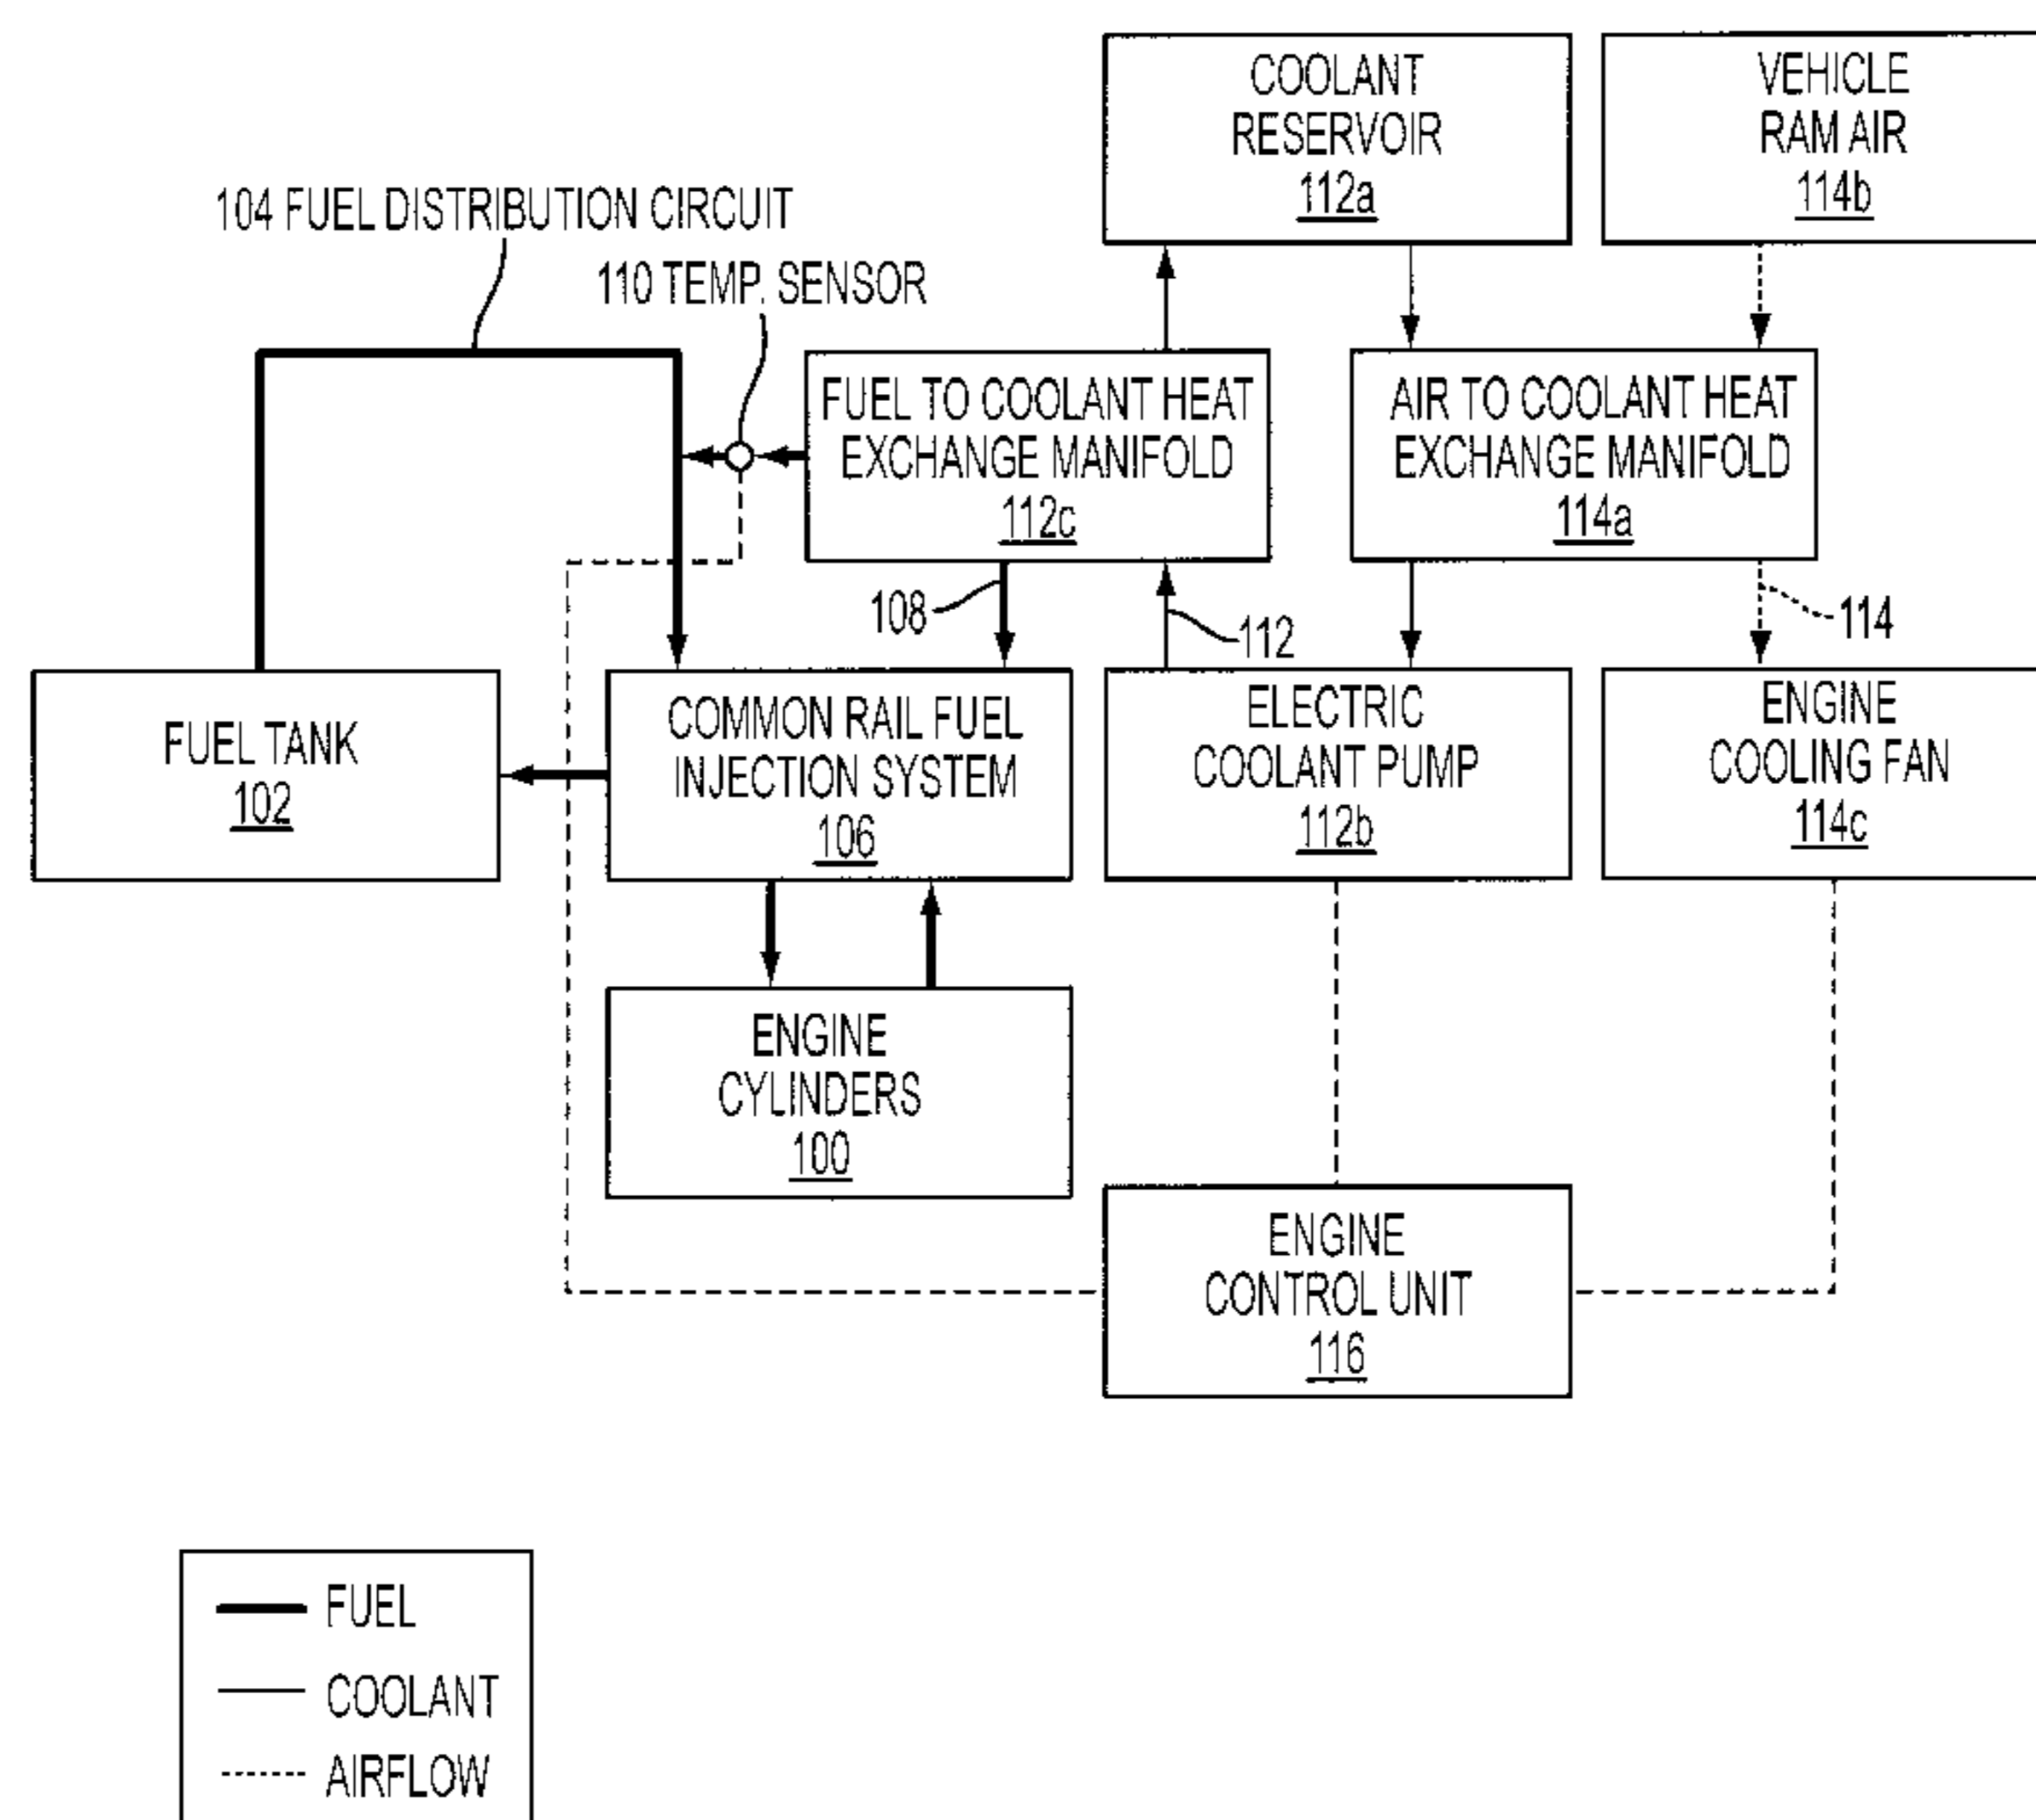 COOLANT
RESERVOIR
112a
VEHICLE
RAM AIR
114b
104 FUEL DISTRIBUTION CIRCUIT
110 TEMP. SENSOR
FUEL TO COOLANT HEAT
EXCHANGE MANIFOLD
112c
AIR TO COOLANT HEAT
EXCHANGE MANIFOLD
114a
108
112
114
FUEL TANK
102
COMMON RAIL FUEL
INJECTION SYSTEM
106
ELECTRIC
COOLANT PUMP
112b
ENGINE
COOLING FAN
114c
ENGINE
CYLINDERS
100
ENGINE
CONTROL UNIT
116
FUEL
COOLANT
AIRFLOW